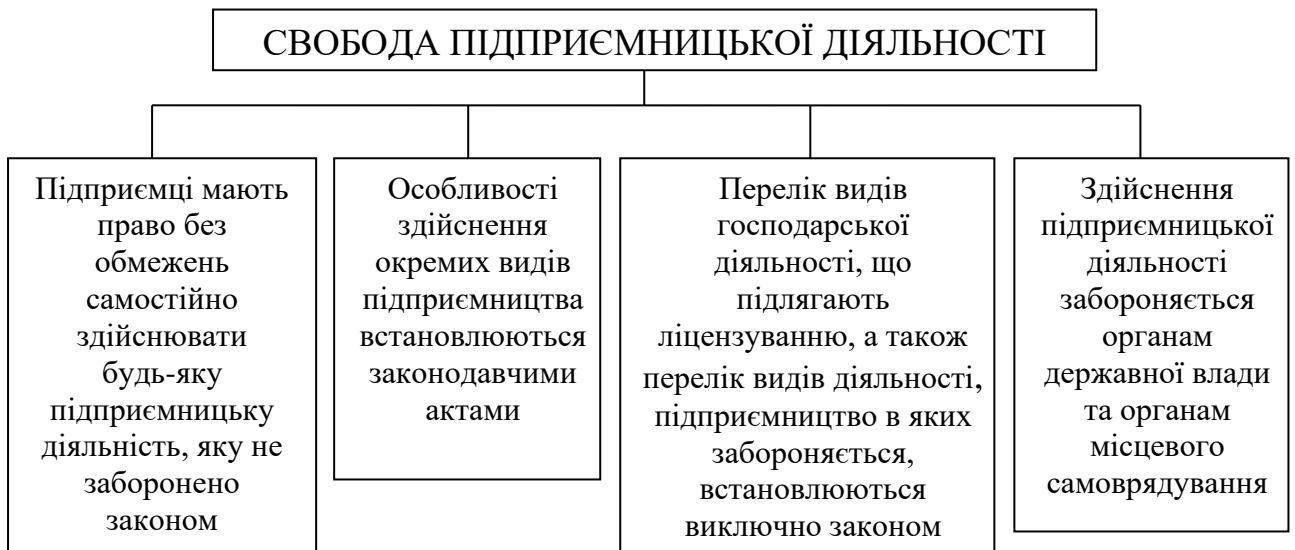 СВОБОДА ПІДПРИЄМНИЦЬКОЇ ДІЯЛЬНОСТІ
Підприємці мають
право без
обмежень
самостійно
здійснювати
будь-яку
підприємницьку
діяльність, яку не
заборонено
законом
Особливості
здійснення
окремих видів
підприємництва
встановлюються
законодавчими
актами
Перелік видів
господарської
діяльності, що
підлягають
ліцензуванню, а також
перелік видів діяльності,
підприємництво в яких
забороняється,
встановлюються
виключно законом
Здійснення
підприємницької
діяльності
забороняється
органам
державної влади
та органам
місцевого
самоврядування